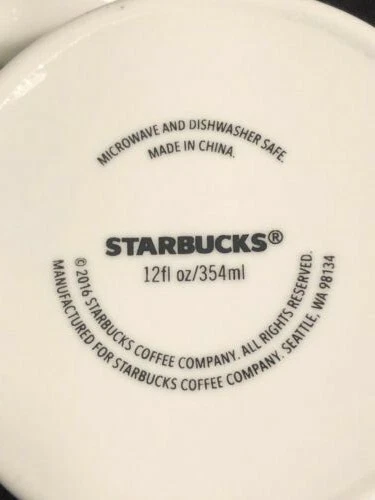 MICROWAVE AND DISHWASHER SAFE.
MADE IN CHINA.
STARBUCKS®
12fl oz/354ml
© 2016 STARBUCKS COFFEE COMPANY. ALL RIGHTS RESERVED.
MANUFACTURED FOR STARBUCKS COFFEE COMPANY. SEATTLE, WA 98134